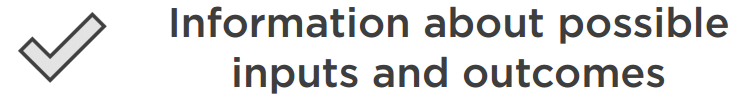 Information about possible
inputs and outcomes